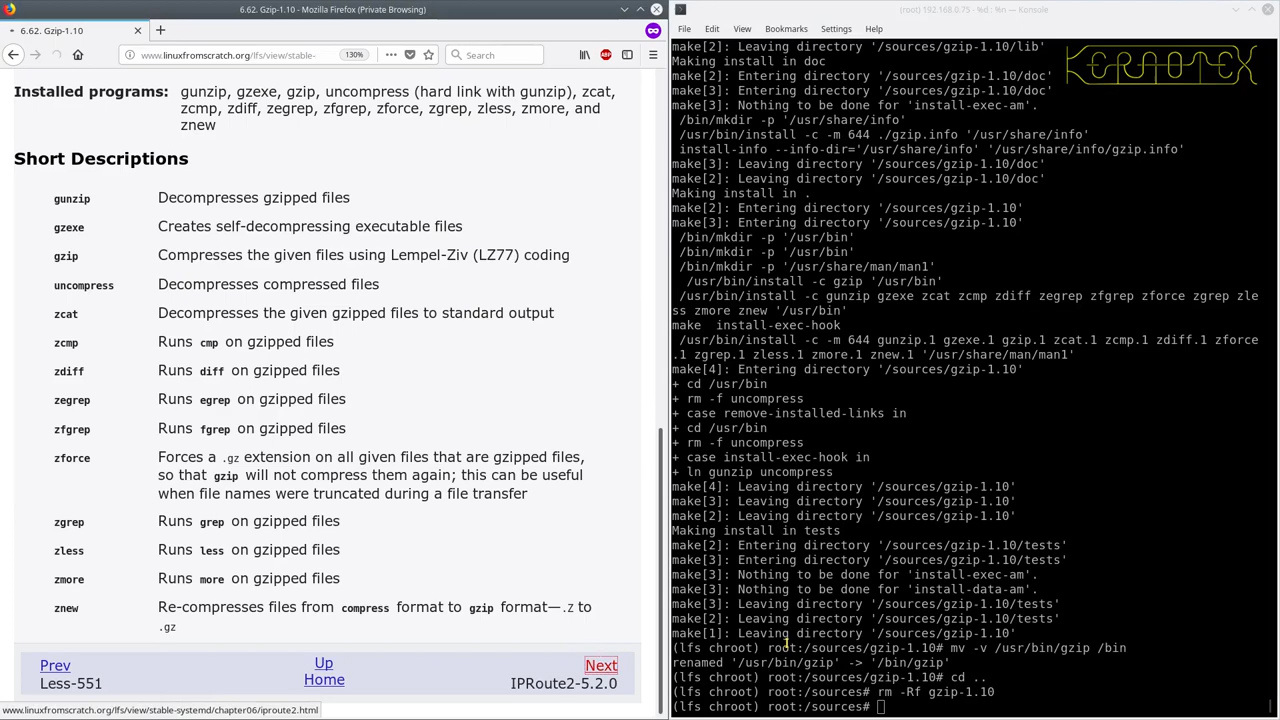 6.62. Gzip-1.10 - Mozilla Firefox (Private Browsing)
6.62. Gzip-1.10
www.linuxfromscratch.org/lfs/view/stable-
130%
Search
Installed programs: gunzip, gzexe, gzip, uncompress (hard link with gunzip), zcat,
zcmp, zdiff, zegrep, zfgrep, zforce, zgrep, zless, zmore, and
znew
Short Descriptions
gunzip Decompresses gzipped files
gzexe Creates self-decompressing executable files
gzip Compresses the given files using Lempel-Ziv (LZ77) coding
uncompress Decompresses compressed files
zcat Decompresses the given gzipped files to standard output
zcmp Runs cmp on gzipped files
zdiff Runs diff on gzipped files
zegrep Runs egrep on gzipped files
zfgrep Runs fgrep on gzipped files
zforce Forces a .gz extension on all given files that are gzipped files,
so that gzip will not compress them again; this can be useful
when file names were truncated during a file transfer
zgrep Runs grep on gzipped files
zless Runs less on gzipped files
zmore Runs more on gzipped files
znew Re-compresses files from compress format to gzip format—.Z to
.gz
Prev Up Next
Less-551 Home IPRoute2-5.2.0
www.linuxfromscratch.org/lfs/view/stable-systemd/chapter06/iproute2.html
(root) 192.168.0.75 - %d : %n — Konsole
File Edit View Bookmarks Settings Help
KERAOTEX
make[2]: Leaving directory '/sources/gzip-1.10/lib'
Making install in doc
make[2]: Entering directory '/sources/gzip-1.10/doc'
make[3]: Entering directory '/sources/gzip-1.10/doc'
make[3]: Nothing to be done for 'install-exec-am'.
/bin/mkdir -p '/usr/share/info'
/usr/bin/install -c -m 644 ./gzip.info '/usr/share/info'
install-info --info-dir='/usr/share/info' '/usr/share/info/gzip.info'
make[3]: Leaving directory '/sources/gzip-1.10/doc'
make[2]: Leaving directory '/sources/gzip-1.10/doc'
Making install in .
make[2]: Entering directory '/sources/gzip-1.10'
make[3]: Entering directory '/sources/gzip-1.10'
/bin/mkdir -p '/usr/bin'
/bin/mkdir -p '/usr/bin'
/bin/mkdir -p '/usr/share/man/man1'
/usr/bin/install -c gzip '/usr/bin'
/usr/bin/install -c gunzip gzexe zcat zcmp zdiff zegrep zfgrep zforce zgrep zle
ss zmore znew '/usr/bin'
make  install-exec-hook
/usr/bin/install -c -m 644 gunzip.1 gzexe.1 gzip.1 zcat.1 zcmp.1 zdiff.1 zforce
.1 zgrep.1 zless.1 zmore.1 znew.1 '/usr/share/man/man1'
make[4]: Entering directory '/sources/gzip-1.10'
+ cd /usr/bin
+ rm -f uncompress
+ case remove-installed-links in
+ cd /usr/bin
+ rm -f uncompress
+ case install-exec-hook in
+ ln gunzip uncompress
make[4]: Leaving directory '/sources/gzip-1.10'
make[3]: Leaving directory '/sources/gzip-1.10'
make[2]: Leaving directory '/sources/gzip-1.10'
Making install in tests
make[2]: Entering directory '/sources/gzip-1.10/tests'
make[3]: Entering directory '/sources/gzip-1.10/tests'
make[3]: Nothing to be done for 'install-exec-am'.
make[3]: Nothing to be done for 'install-data-am'.
make[3]: Leaving directory '/sources/gzip-1.10/tests'
make[2]: Leaving directory '/sources/gzip-1.10/tests'
make[1]: Leaving directory '/sources/gzip-1.10'
(lfs chroot) root:/sources/gzip-1.10# mv -v /usr/bin/gzip /bin
renamed '/usr/bin/gzip' -> '/bin/gzip'
(lfs chroot) root:/sources/gzip-1.10# cd ..
(lfs chroot) root:/sources# rm -Rf gzip-1.10
(lfs chroot) root:/sources#